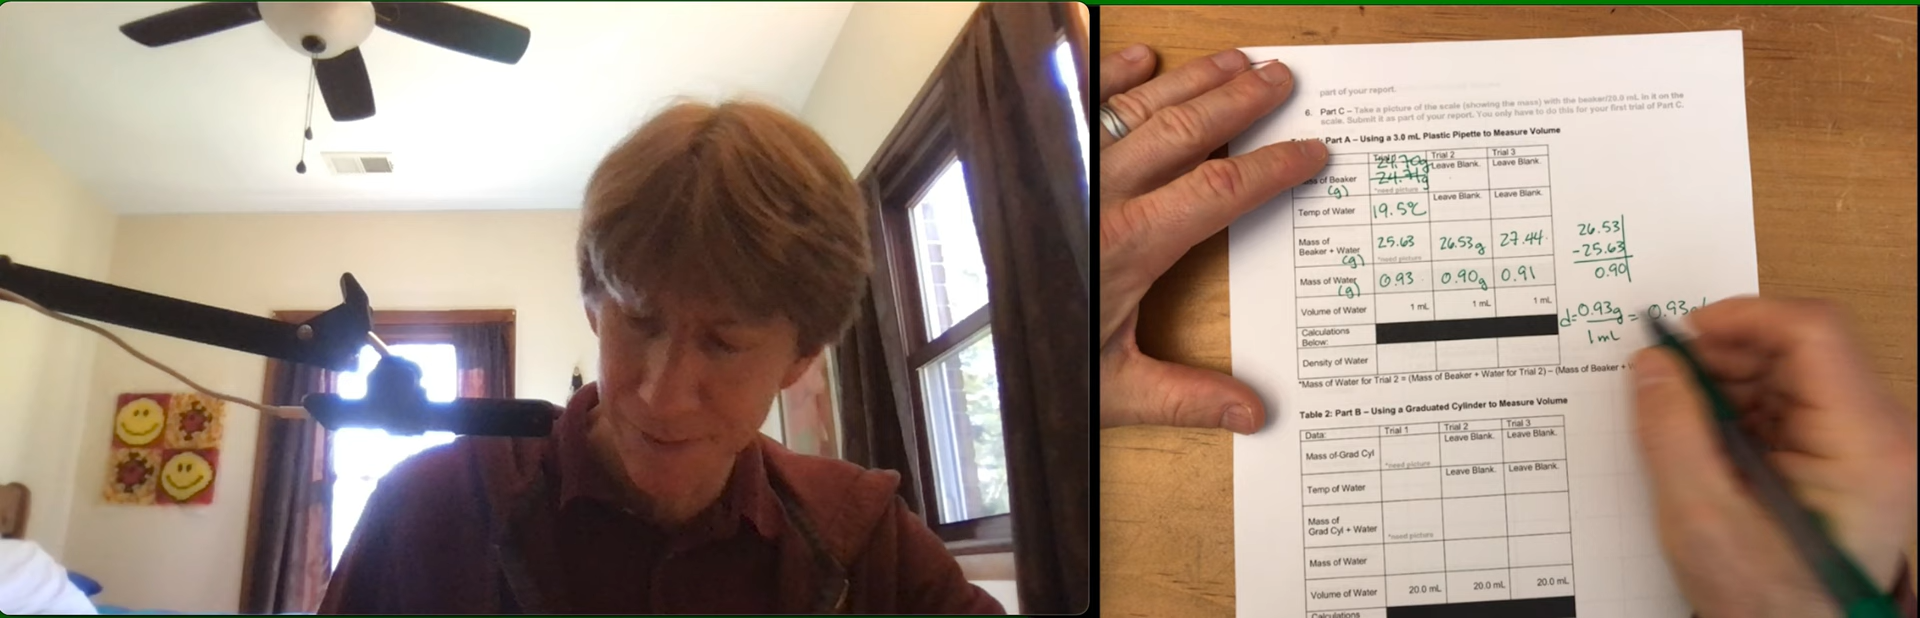 part of your report.
6. Part C – Take a picture of the scale (showing the mass) with the beaker/20.0 mL in it on the
scale. Submit it as part of your report. You only have to do this for your first trial of Part C.
Part A – Using a 3.0 mL Plastic Pipette to Measure Volume
Trial 2 Trial 3
24.70g Leave Blank. Leave Blank.
of Beaker 24.71g
(g) *need picture
Leave Blank. Leave Blank.
Temp of Water 19.5°C
Mass of
Beaker + Water 25.63 26.53g 27.44
(g) *need picture
Mass of Water 0.93 0.90g 0.91
(g)
Volume of Water 1 mL 1 mL 1 mL
Calculations
Below:
Density of Water
26.53
-25.63
0.90
d=0.93g = 0.93
1mL
*Mass of Water for Trial 2 = (Mass of Beaker + Water for Trial 2) – (Mass of Beaker +
Table 2: Part B – Using a Graduated Cylinder to Measure Volume
Data: Trial 1 Trial 2 Trial 3
Mass of Grad Cyl Leave Blank. Leave Blank.
*need picture
Temp of Water Leave Blank. Leave Blank.
Mass of
Grad Cyl + Water
*need picture
Mass of Water
Volume of Water 20.0 mL 20.0 mL 20.0 mL
Calculations